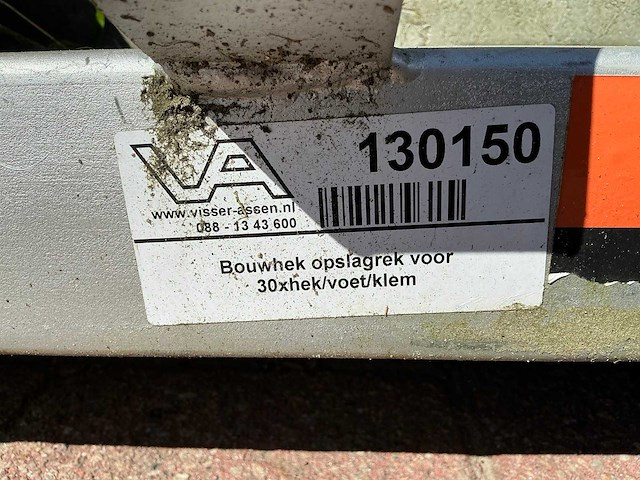 VA
130150
www.visser-assen.nl
088 - 13 43 600
Bouwhek opslagrek voor
30xhek/voet/klem